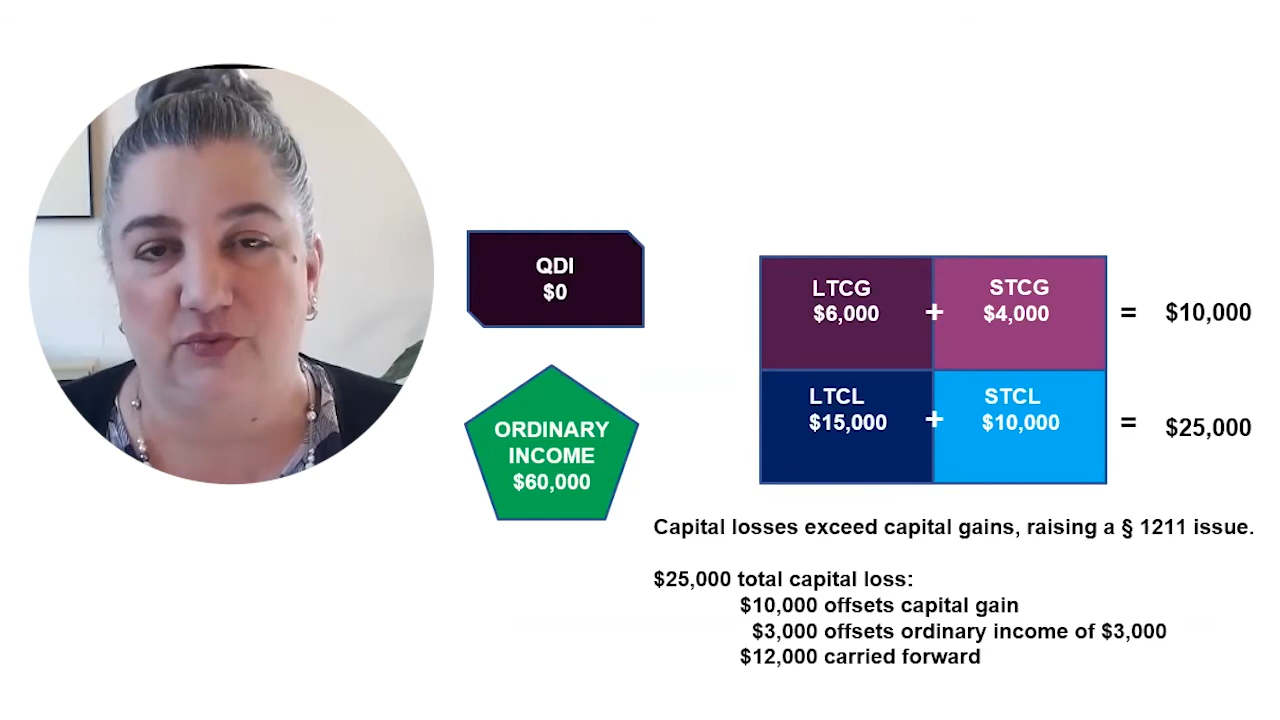 QDI
$0
ORDINARY
INCOME
$60,000
LTCG
$6,000
+
STCG
$4,000
= $10,000
LTCL
$15,000
+
STCL
$10,000
= $25,000
Capital losses exceed capital gains, raising a § 1211 issue.
$25,000 total capital loss:
$10,000 offsets capital gain
$3,000 offsets ordinary income of $3,000
$12,000 carried forward